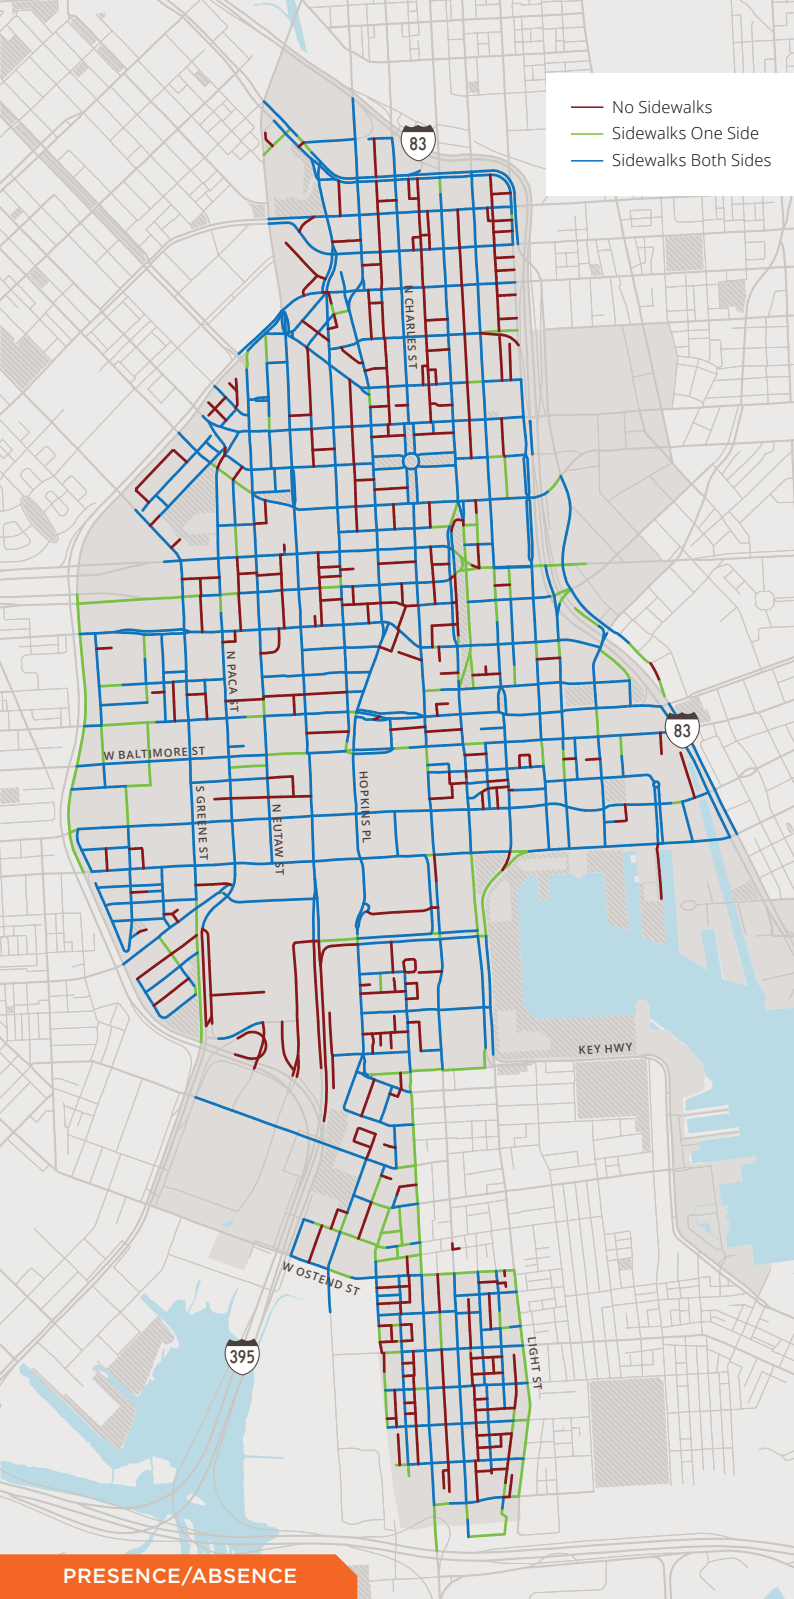 83
No Sidewalks
Sidewalks One Side
Sidewalks Both Sides
N CHARLES ST
N PACA ST
83
W BALTIMORE ST
S GREENE ST
N EUTAW ST
HOPKINS PL
KEY HWY
W OSTEND ST
395
LIGHT ST
PRESENCE/ABSENCE